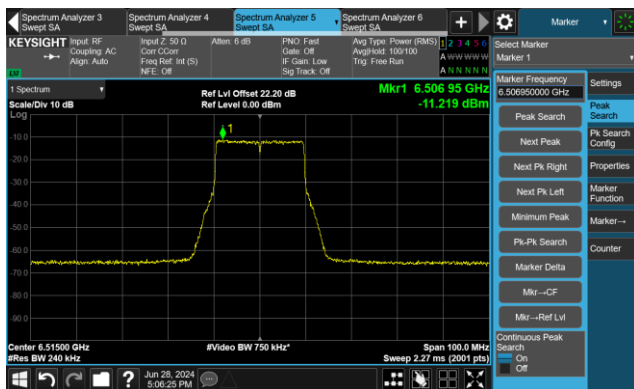 Spectrum Analyzer 3
Swept SA
Spectrum Analyzer 4
Swept SA
Spectrum Analyzer 5
Swept SA
Spectrum Analyzer 6
Swept SA
+
Marker
KEYSIGHT
Input: RF
Coupling: AC
Align: Auto
Input Z: 50 Ω
Corr CCorr
Freq Ref: Int (S)
NFE: Off
Atten: 6 dB
PNO: Fast
Gate: Off
IF Gain: Low
Sig Track: Off
Avg Type: Power (RMS)
Avg|Hold: 100/100
Trig: Free Run
1 2 3 4 5 6
A W W W W W
A N N N N N
Select Marker
Marker 1
1 Spectrum
Scale/Div 10 dB
Log
Ref Lvl Offset 22.20 dB
Ref Level 0.00 dBm
Mkr1 6.506 95 GHz
-11.219 dBm
1
-10.0
-20.0
-30.0
-40.0
-50.0
-60.0
-70.0
-80.0
-90.0
Center 6.51500 GHz
#Res BW 240 kHz
#Video BW 750 kHz*
Span 100.0 MHz
Sweep 2.27 ms (2001 pts)
Marker Frequency
6.506950000 GHz
Peak Search
Next Peak
Next Pk Right
Next Pk Left
Minimum Peak
Pk-Pk Search
Marker Delta
Mkr→CF
Mkr→Ref Lvl
Continuous Peak
Search
On
Off
Settings
Peak
Search
Pk Search
Config
Properties
Marker
Function
Marker→
Counter
?
Jun 28, 2024
5:06:25 PM